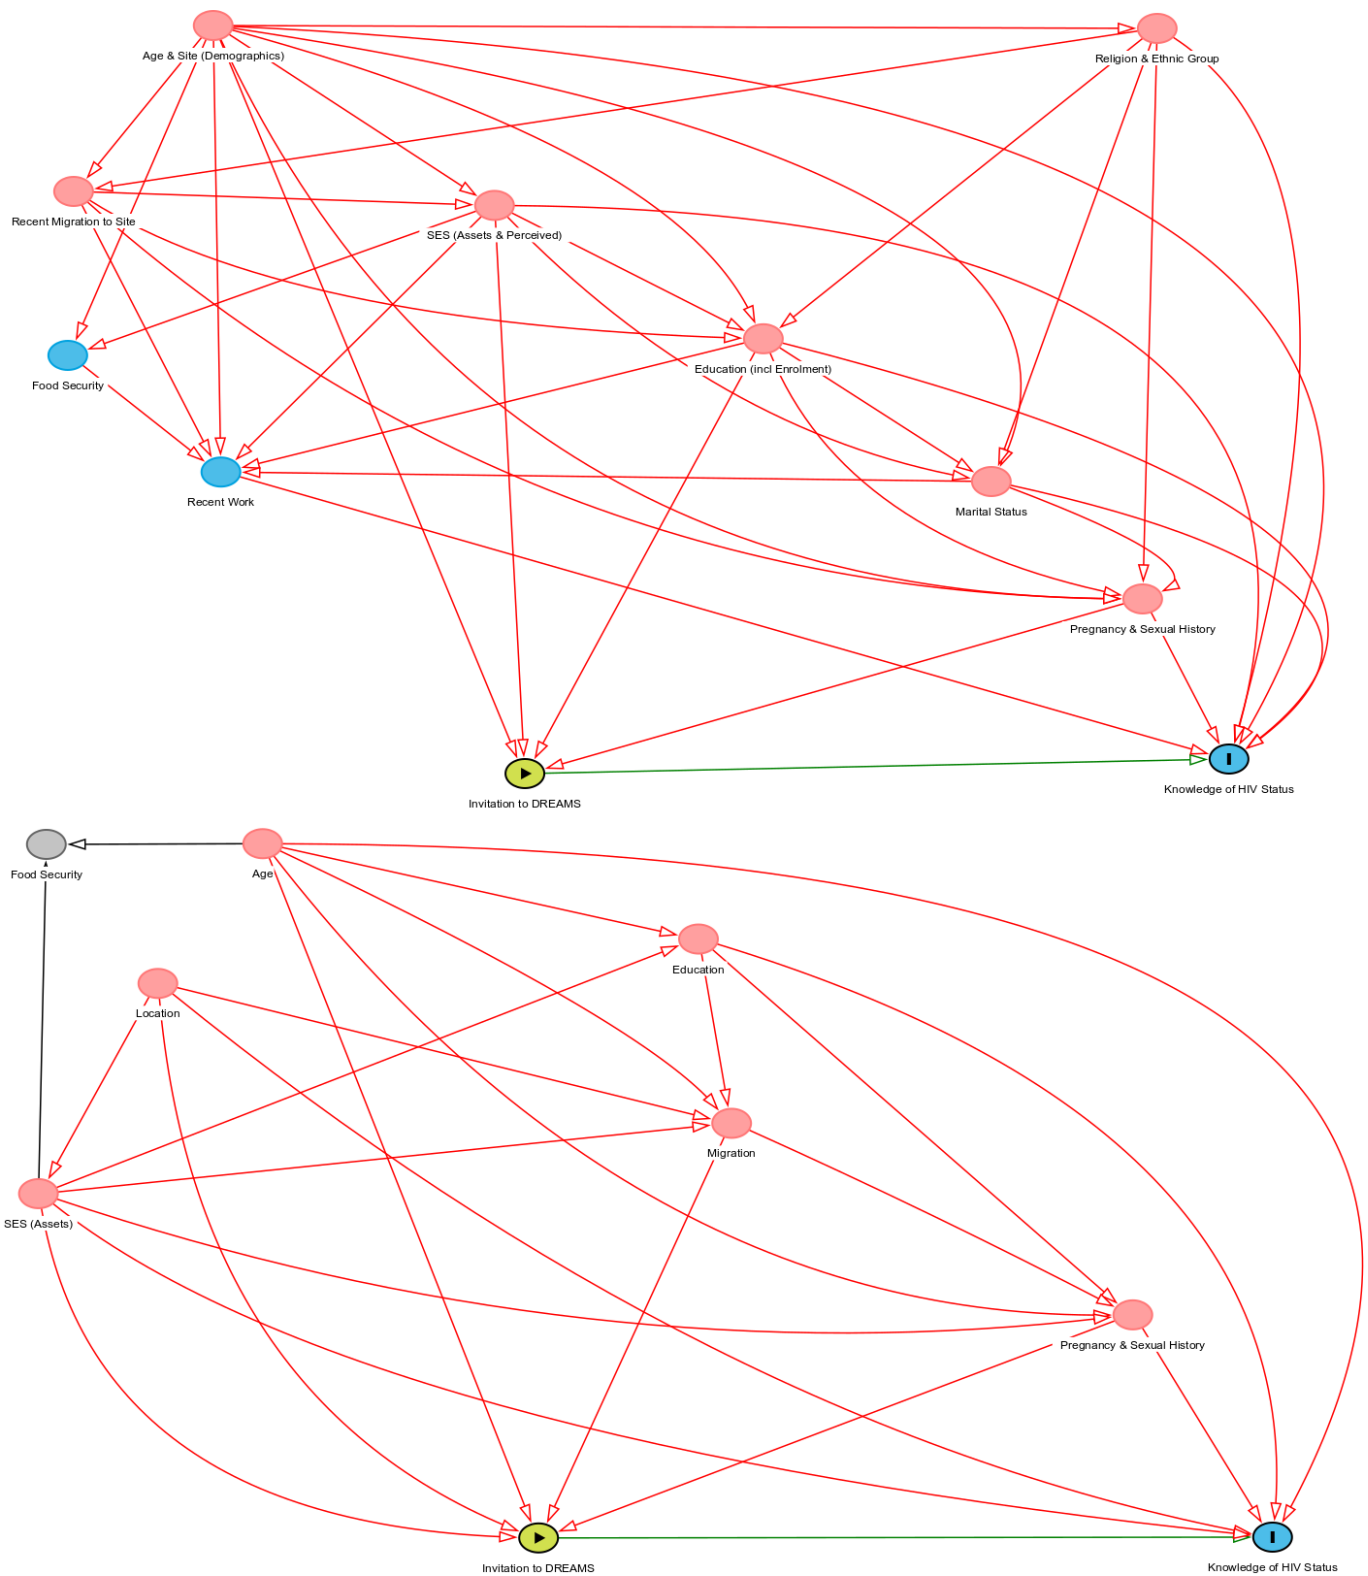 Age & Site (Demographics)
Religion & Ethnic Group
Recent Migration to Site
SES (Assets & Perceived)
Education (incl Enrolment)
Food Security
Recent Work
Marital Status
Pregnancy & Sexual History
Knowledge of HIV Status
Invitation to DREAMS
Food Security
Age
Education
Location
Migration
SES (Assets)
Pregnancy & Sexual History
Invitation to DREAMS
Knowledge of HIV Status